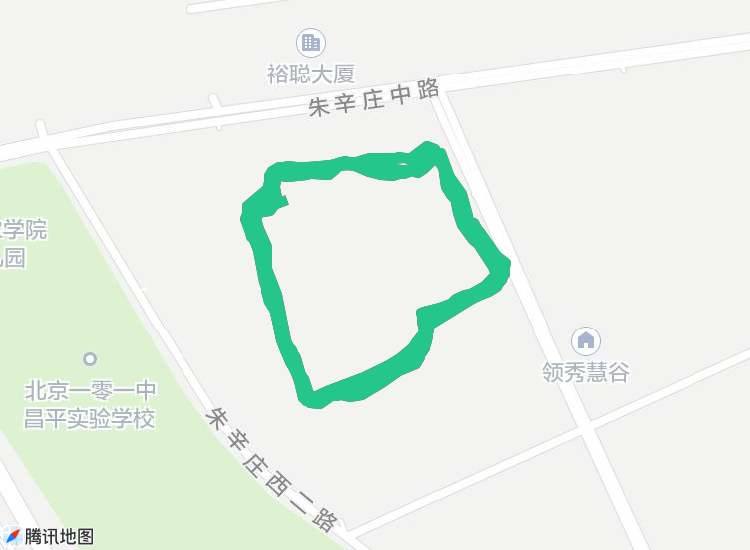 裕聪大厦
朱辛庄中路
学院
园
领秀慧谷
北京一零一中
昌平实验学校
朱辛庄西二路
腾讯地图